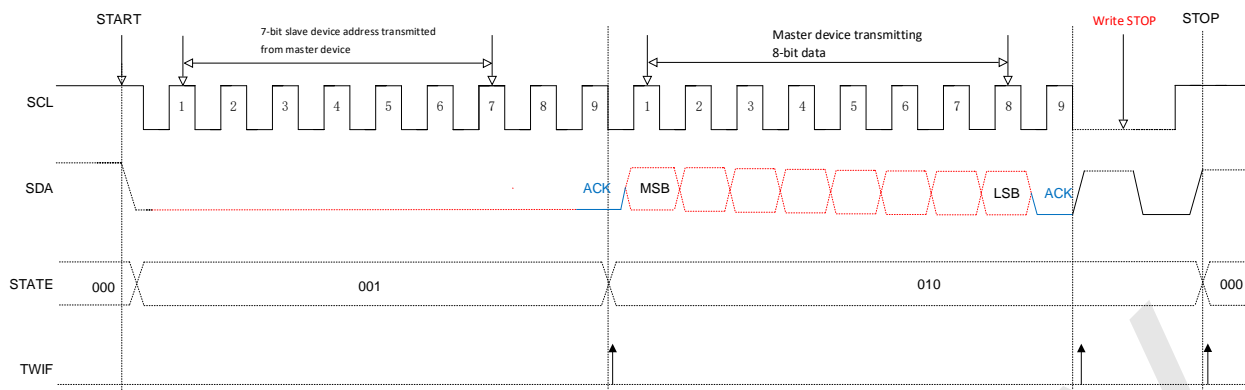 START
7-bit slave device address transmitted
from master device
Master device transmitting
8-bit data
Write STOP
STOP
SCL
1 2 3 4 5 6 7 8 9 1 2 3 4 5 6 7 8 9
SDA
ACK
MSB
LSB
ACK
STATE
000
001
010
000
TWIF